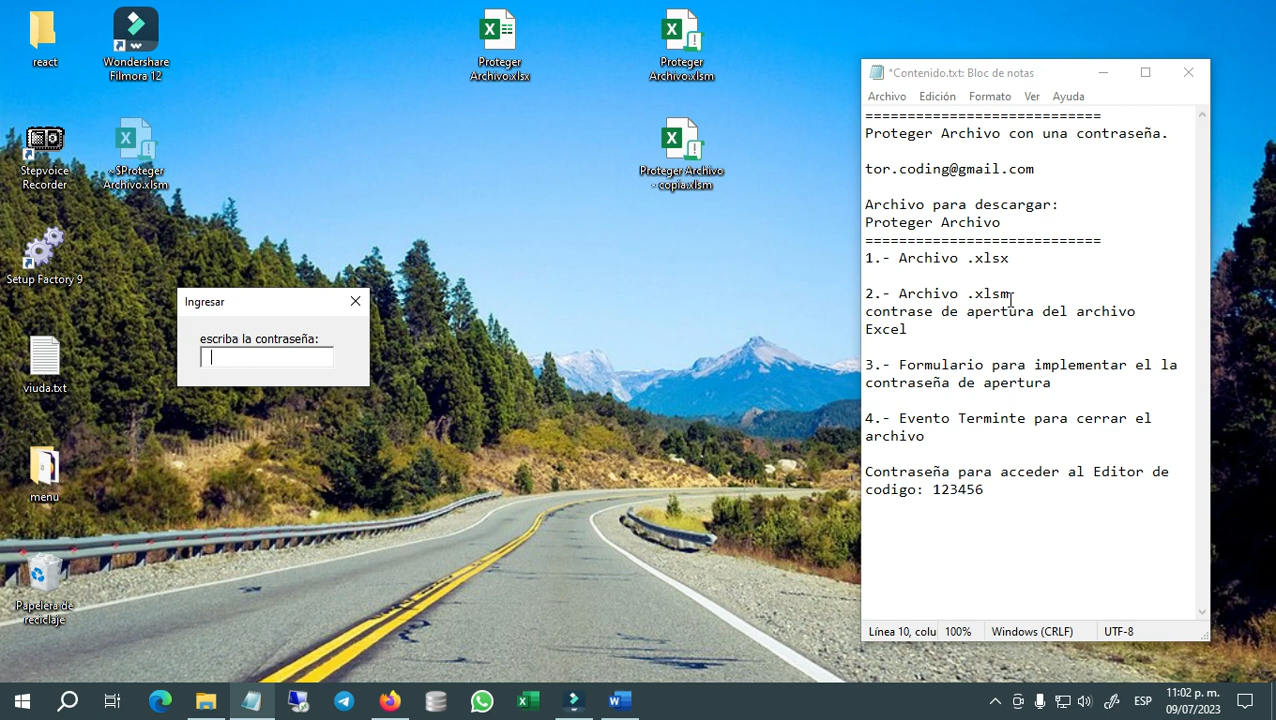 react
Wondershare
Filmora 12
Proteger
Archivo.xlsx
Proteger
Archivo.xlsm
Stepvoice
Recorder
~$Proteger
Archivo.xlsm
Proteger Archivo
- copia.xlsm
Setup Factory 9
Ingresar
escriba la contraseña:
viuda.txt
menu
Papelera de
reciclaje
*Contenido.txt: Bloc de notas
Archivo Edición Formato Ver Ayuda
============================
Proteger Archivo con una contraseña.
tor.coding@gmail.com
Archivo para descargar:
Proteger Archivo
============================
1.- Archivo .xlsx
2.- Archivo .xlsm
contrase de apertura del archivo
Excel
3.- Formulario para implementar el la
contraseña de apertura
4.- Evento Terminte para cerrar el
archivo
Contraseña para acceder al Editor de
codigo: 123456
Línea 10, colu 100% Windows (CRLF) UTF-8
ESP
11:02 p. m.
09/07/2023